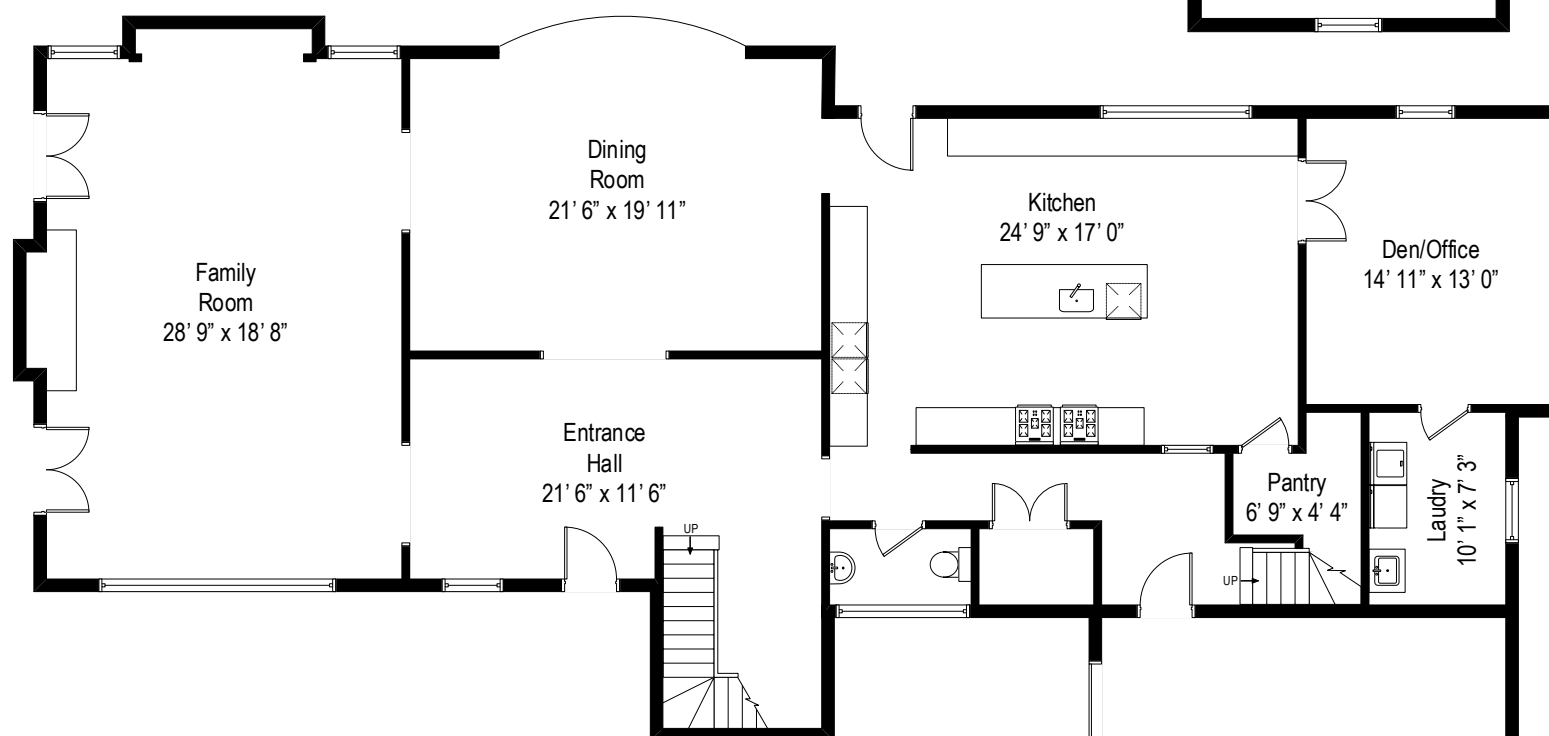 Dining
Room
21’ 6” x 19’ 11”
Kitchen
24’ 9” x 17’ 0”
Den/Office
14’ 11” x 13’ 0”
Family
Room
28’ 9” x 18’ 8”
Entrance
Hall
21’ 6” x 11’ 6”
Pantry
6’ 9” x 4’ 4”
Laudry
10’ 1” x 7’ 3”
UP
UP